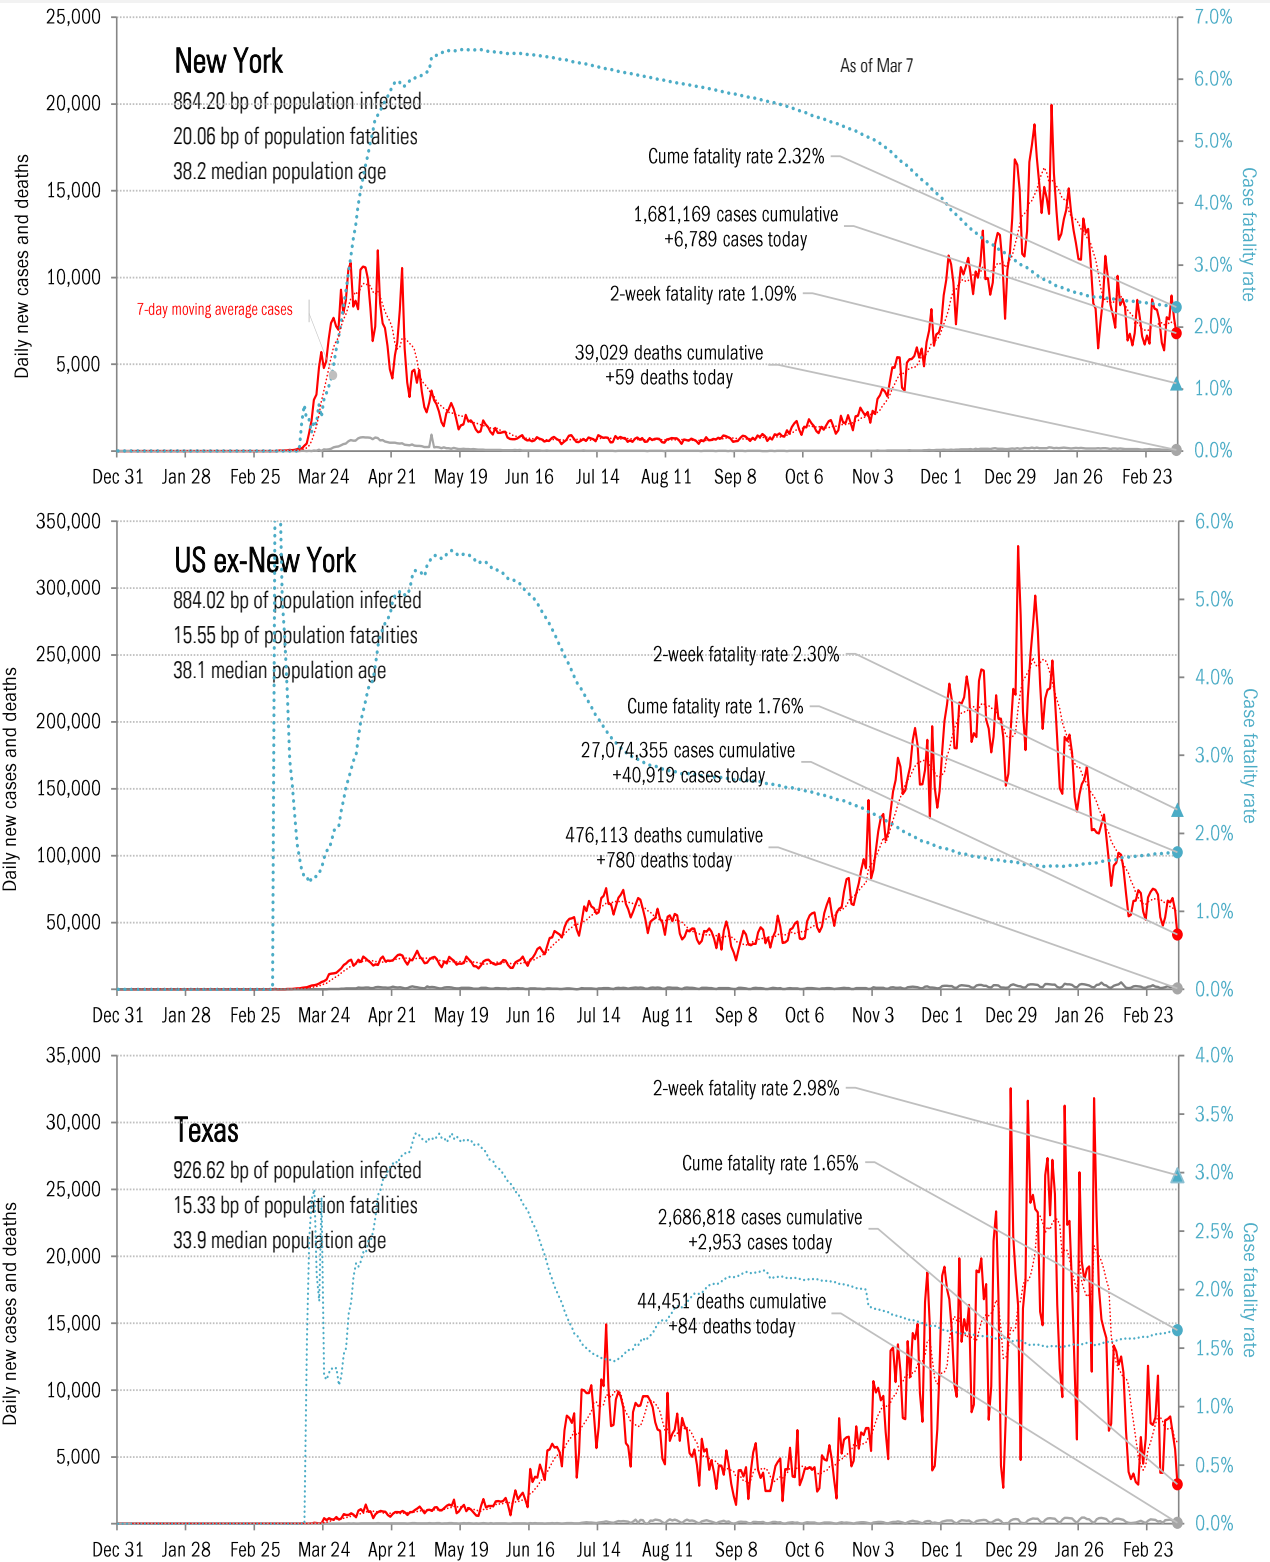 25,000
7.0%
New York
As of Mar 7
864.20 bp of population infected
20.06 bp of population fatalities
38.2 median population age
6.0%
20,000
5.0%
Cume fatality rate 2.32%
15,000
4.0%
1,681,169 cases cumulative
+6,789 cases today
10,000
3.0%
2-week fatality rate 1.09%
7-day moving average cases
2.0%
39,029 deaths cumulative
+59 deaths today
5,000
1.0%
0.0%
Daily new cases and deaths
Case fatality rate
Dec 31 Jan 28 Feb 25 Mar 24 Apr 21 May 19 Jun 16 Jul 14 Aug 11 Sep 8 Oct 6 Nov 3 Dec 1 Dec 29 Jan 26 Feb 23
350,000
6.0%
US ex-New York
884.02 bp of population infected
15.55 bp of population fatalities
38.1 median population age
300,000
5.0%
250,000
2-week fatality rate 2.30%
4.0%
Cume fatality rate 1.76%
200,000
27,074,355 cases cumulative
+40,919 cases today
3.0%
150,000
476,113 deaths cumulative
+780 deaths today
2.0%
100,000
1.0%
50,000
0.0%
Daily new cases and deaths
Case fatality rate
Dec 31 Jan 28 Feb 25 Mar 24 Apr 21 May 19 Jun 16 Jul 14 Aug 11 Sep 8 Oct 6 Nov 3 Dec 1 Dec 29 Jan 26 Feb 23
35,000
4.0%
2-week fatality rate 2.98%
Texas
926.62 bp of population infected
15.33 bp of population fatalities
33.9 median population age
30,000
3.5%
Cume fatality rate 1.65%
3.0%
25,000
2,686,818 cases cumulative
+2,953 cases today
2.5%
20,000
2.0%
44,451 deaths cumulative
+84 deaths today
15,000
1.5%
10,000
1.0%
5,000
0.5%
0.0%
Daily new cases and deaths
Case fatality rate
Dec 31 Jan 28 Feb 25 Mar 24 Apr 21 May 19 Jun 16 Jul 14 Aug 11 Sep 8 Oct 6 Nov 3 Dec 1 Dec 29 Jan 26 Feb 23